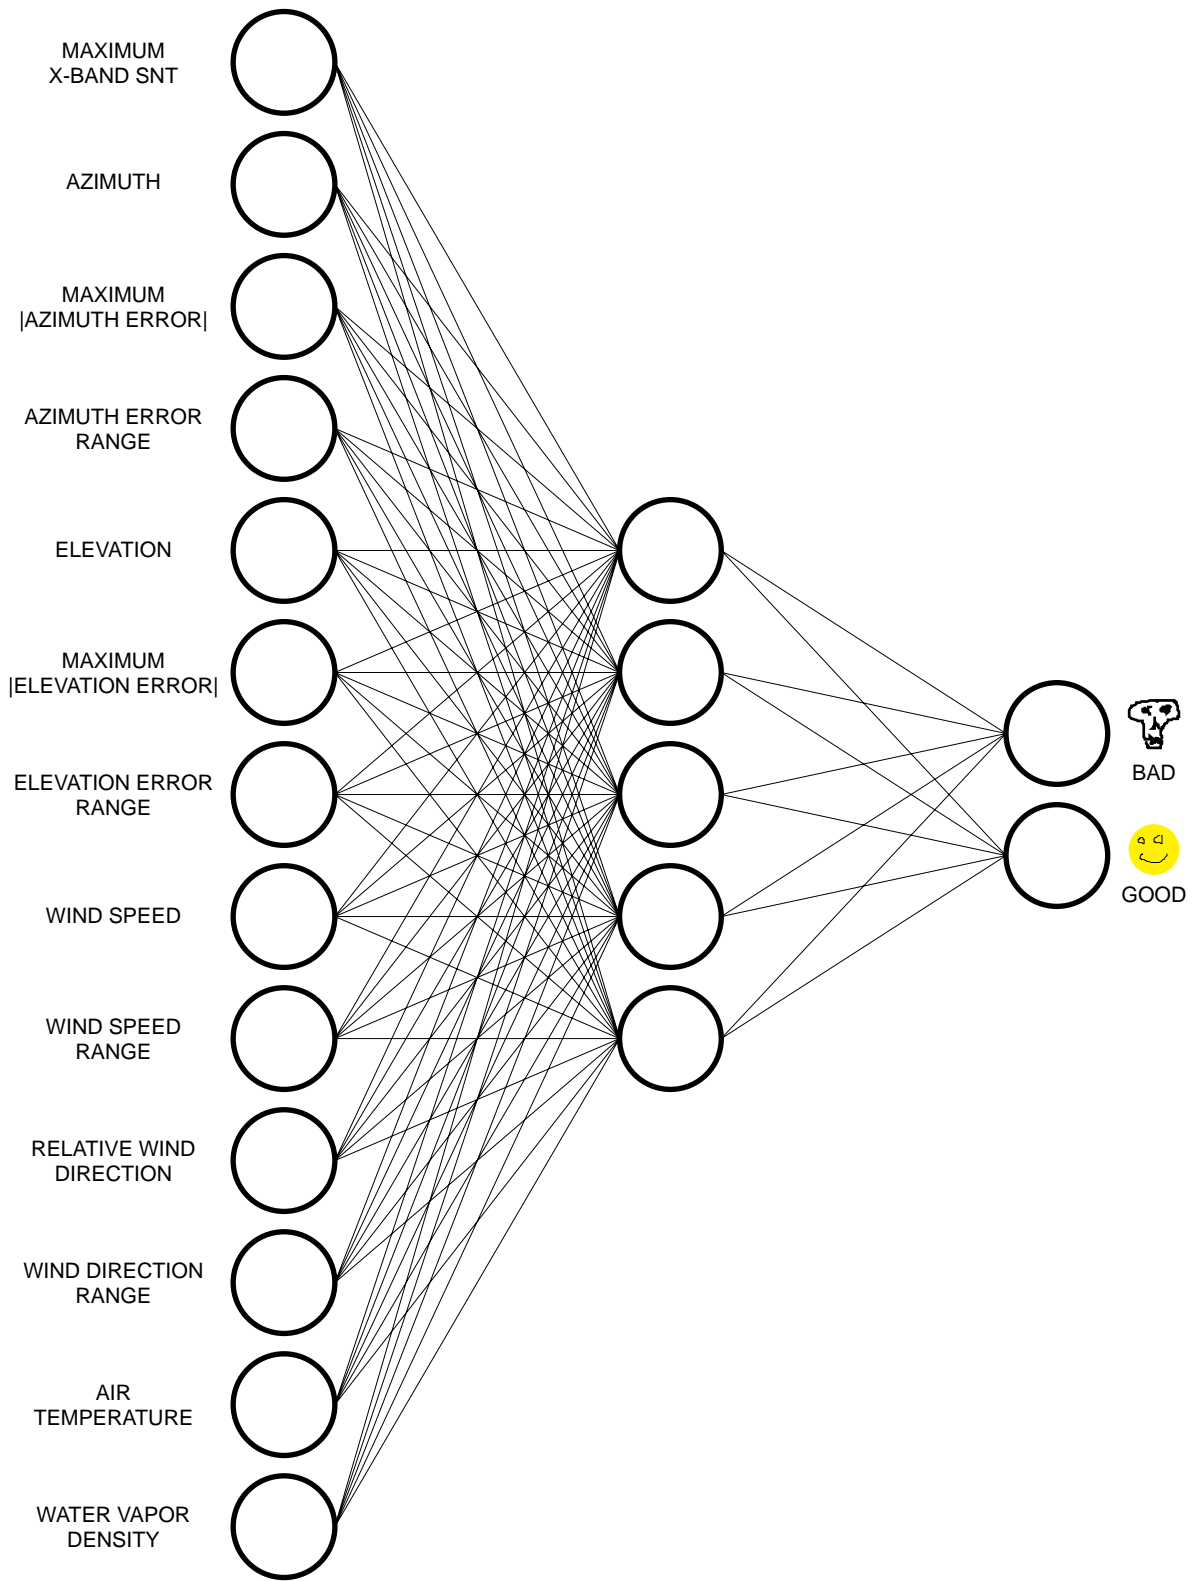 MAXIMUM
X-BAND SNT
AZIMUTH
MAXIMUM
|AZIMUTH ERROR|
AZIMUTH ERROR
RANGE
ELEVATION
MAXIMUM
|ELEVATION ERROR|
ELEVATION ERROR
RANGE
WIND SPEED
WIND SPEED
RANGE
RELATIVE WIND
DIRECTION
WIND DIRECTION
RANGE
AIR
TEMPERATURE
WATER VAPOR
DENSITY
BAD
GOOD